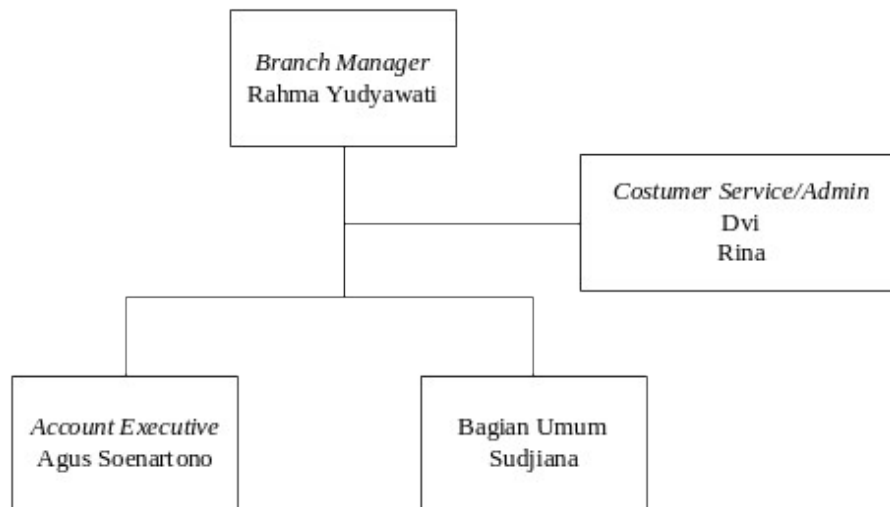 Branch Manager
Rahma Yudyawati
Costumer Service/Admin
Dvi
Rina
Account Executive
Agus Soenartono
Bagian Umum
Sudjiana